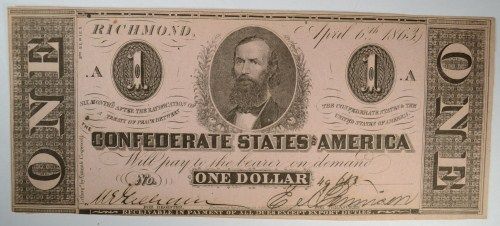 RICHMOND, April 6th 1863
A 1 1 A
SIX MONTHS AFTER THE RATIFICATION OF A TREATY OF PEACE BETWEEN
THE CONFEDERATE STATES & THE UNITED STATES OF AMERICA
THE
CONFEDERATE STATES OF AMERICA
Will pay to the bearer on demand
ONE DOLLAR
RECEIVABLE IN PAYMENT OF ALL DUES EXCEPT EXPORT DUTIES.
ONE
ONE